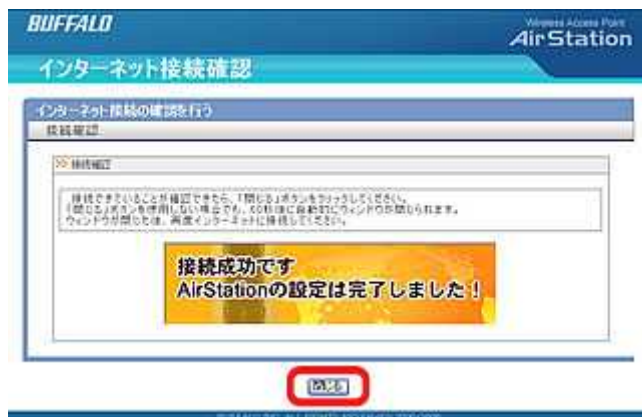 BUFFALO
Wireless Access Point
AirStation
インターネット接続確認
インターネット接続の確認を行う
接続確認
>> 接続確認
接続できていることが確認できたら、「閉じる」ボタンをクリックしてください。
「閉じる」ボタンを使用しない場合でも、60秒後に自動的にウィンドウが閉じられます。
ウィンドウが閉じた後は、再度インターネットに接続してください。
接続成功です
AirStationの設定は完了しました!
閉じる